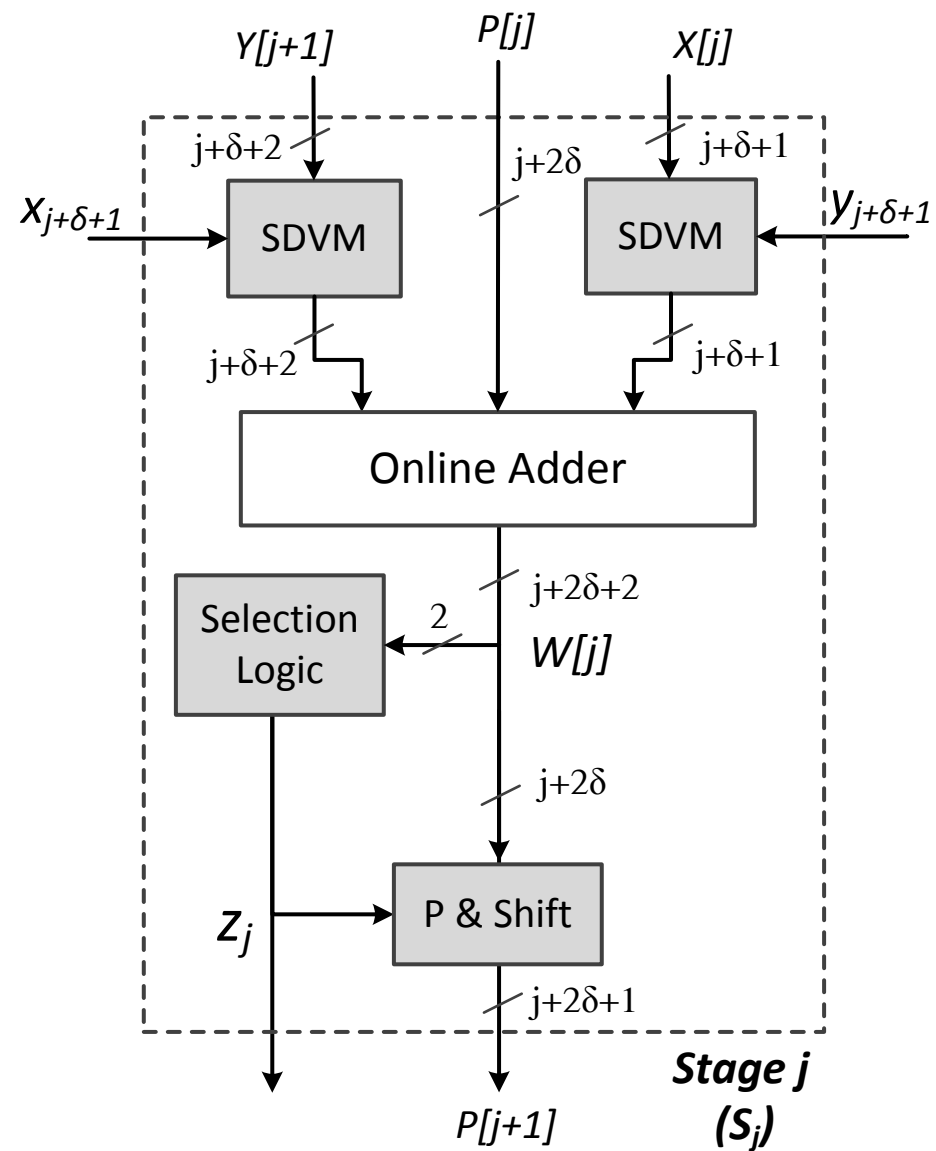 Y[j+1]
P[j]
X[j]
j+δ+2
j+2δ
j+δ+1
x_{j+δ+1}
SDVM
SDVM
y_{j+δ+1}
j+δ+2
j+δ+1
Online Adder
j+2δ+2
Selection
Logic
2
W[j]
j+2δ
P & Shift
z_j
j+2δ+1
Stage j
(S_j)
P[j+1]